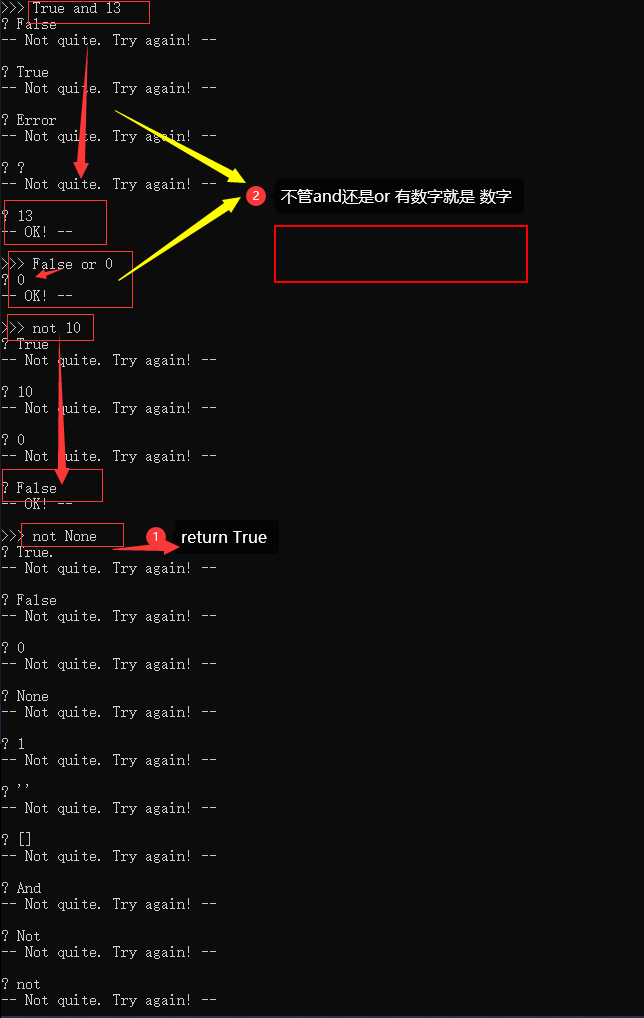 >>> True and 13
? False
-- Not quite. Try again! --
? True
-- Not quite. Try again! --
? Error
-- Not quite. Try again! --
? ?
-- Not quite. Try again! --
2 不管and还是or 有数字就是 数字
? 13
-- OK! --
>>> False or 0
? 0
-- OK! --
>>> not 10
? True
-- Not quite. Try again! --
? 10
-- Not quite. Try again! --
? 0
-- Not quite. Try again! --
? False
-- OK! --
>>> not None 1 return True
? True.
-- Not quite. Try again! --
? False
-- Not quite. Try again! --
? 0
-- Not quite. Try again! --
? None
-- Not quite. Try again! --
? 1
-- Not quite. Try again! --
? ''
-- Not quite. Try again! --
? []
-- Not quite. Try again! --
? And
-- Not quite. Try again! --
? Not
-- Not quite. Try again! --
? not
-- Not quite. Try again! --